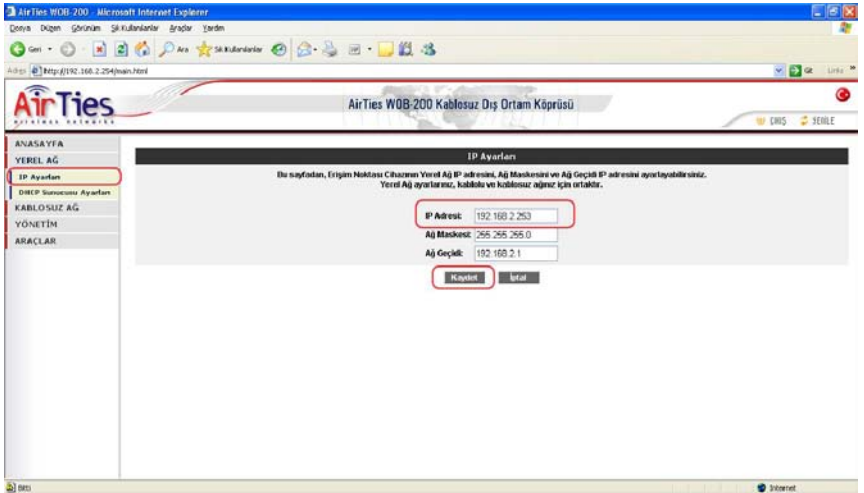 AirTies WOB-200 - Microsoft Internet Explorer
Dosya Düzen Görünüm Sık Kullanılanlar Araçlar Yardım
Geri Ara Sık Kullanılanlar
Adres http://192.168.2.254/main.html Git
AirTies
wireless networks
AirTies WOB-200 Kablosuz Dış Ortam Köprüsü
ÇIKIŞ YENİLE
ANASAYFA
YEREL AĞ
IP Ayarları
DHCP Sunucusu Ayarları
KABLOSUZ AĞ
YÖNETİM
ARAÇLAR
IP Ayarları
Bu sayfadan, Erişim Noktası Cihazının Yerel Ağ IP adresini, Ağ Maskesini ve Ağ Geçidi IP adresini ayarlayabilirsiniz.
Yerel Ağ ayarlarınız, kablolu ve kablosuz ağınız için ortaktır.
IP Adresi: 192.168.2.253
Ağ Maskesi: 255.255.255.0
Ağ Geçidi: 192.168.2.1
Kaydet İptal
Bitti Internet